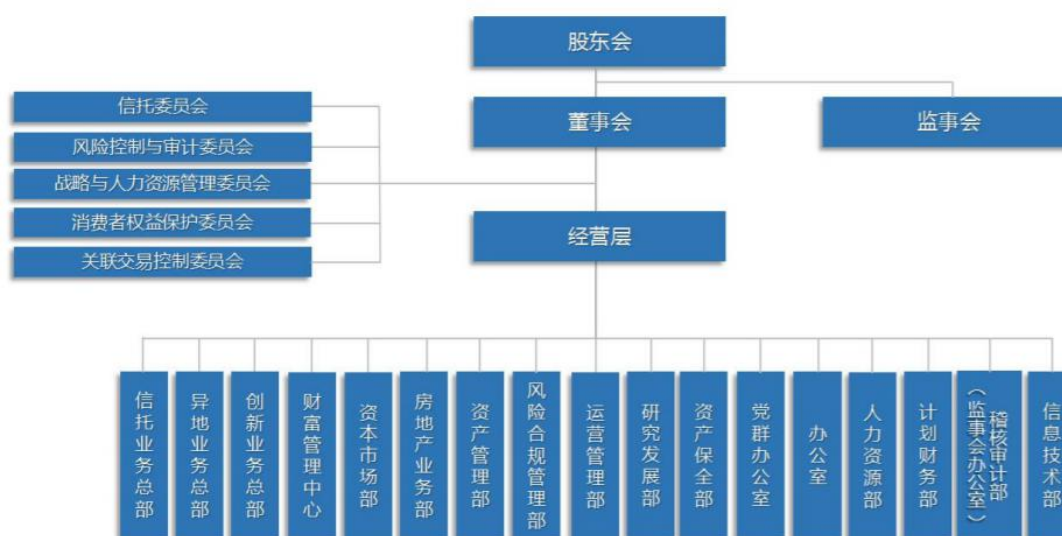 股东会
董事会
监事会
信托委员会
风险控制与审计委员会
战略与人力资源管理委员会
消费者权益保护委员会
关联交易控制委员会
经营层
信托业务总部
异地业务总部
创新业务总部
财富管理中心
资本市场部
房地产业务部
资产管理部
风险合规管理部
运营管理部
研究发展部
资产保全部
党群办公室
办公室
人力资源部
计划财务部
稽核审计部
（监事会办公室）
信息技术部